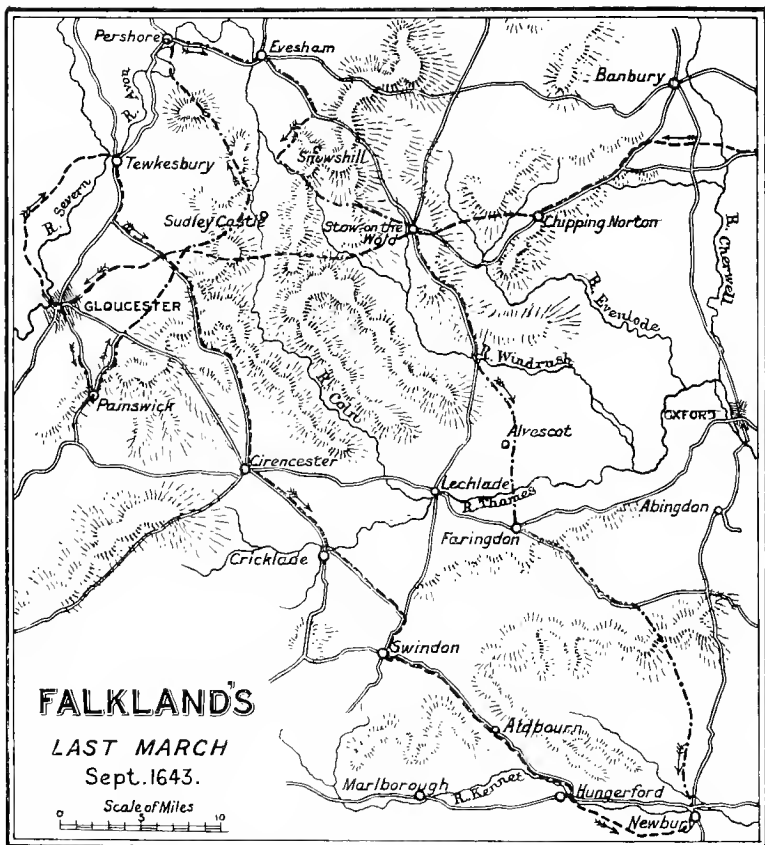 Pershore
Evesham
Banbury
R. Avon
Tewkesbury
Snowshill
R. Severn
Sudley Castle
Stow-on the
Wold
Chipping Norton
R. Cherwell
R. Evenlode
GLOUCESTER
R. Windrush
Painswick
R. Coln
OXFORD
Alvescot
Cirencester
Lechlade
R. Thames
Abingdon
Faringdon
Cricklade
Swindon
FALKLAND'S
LAST MARCH
Sept. 1643.
Scale of Miles
0 5 10
Aldbourn
Marlborough
R. Kennet
Hungerford
Newbury